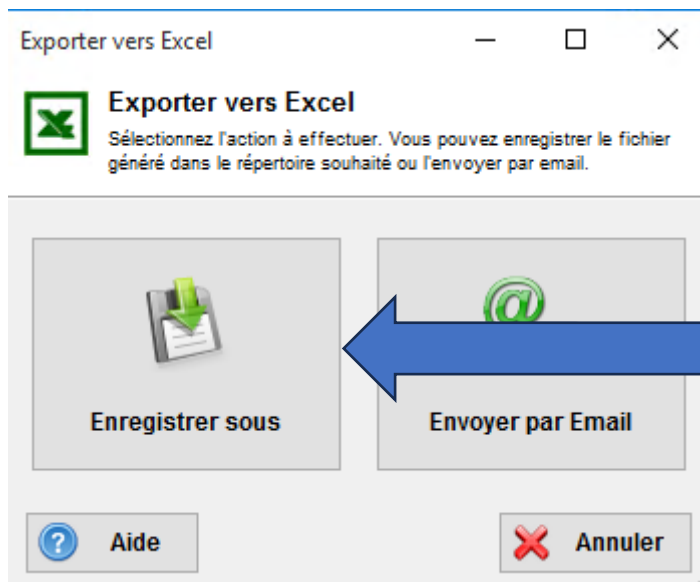 Exporter vers Excel
Exporter vers Excel
Sélectionnez l'action à effectuer. Vous pouvez enregistrer le fichier
généré dans le répertoire souhaité ou l'envoyer par email.
@
Enregistrer sous
Envoyer par Email
? Aide
Annuler